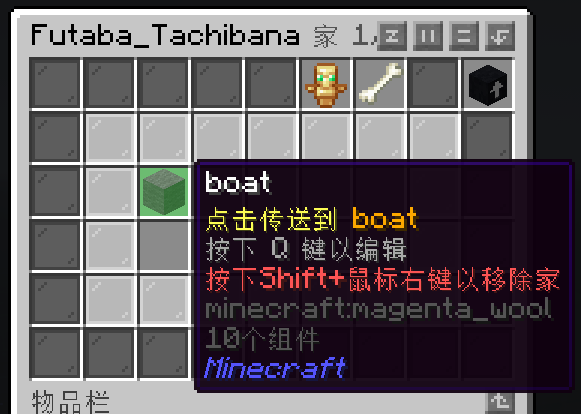 Futaba_Tachibana 家 1/
boat
点击传送到 boat
按下 Q 键以编辑
按下Shift+鼠标右键以移除家
minecraft:magenta_wool
10个组件
Minecraft
物品栏